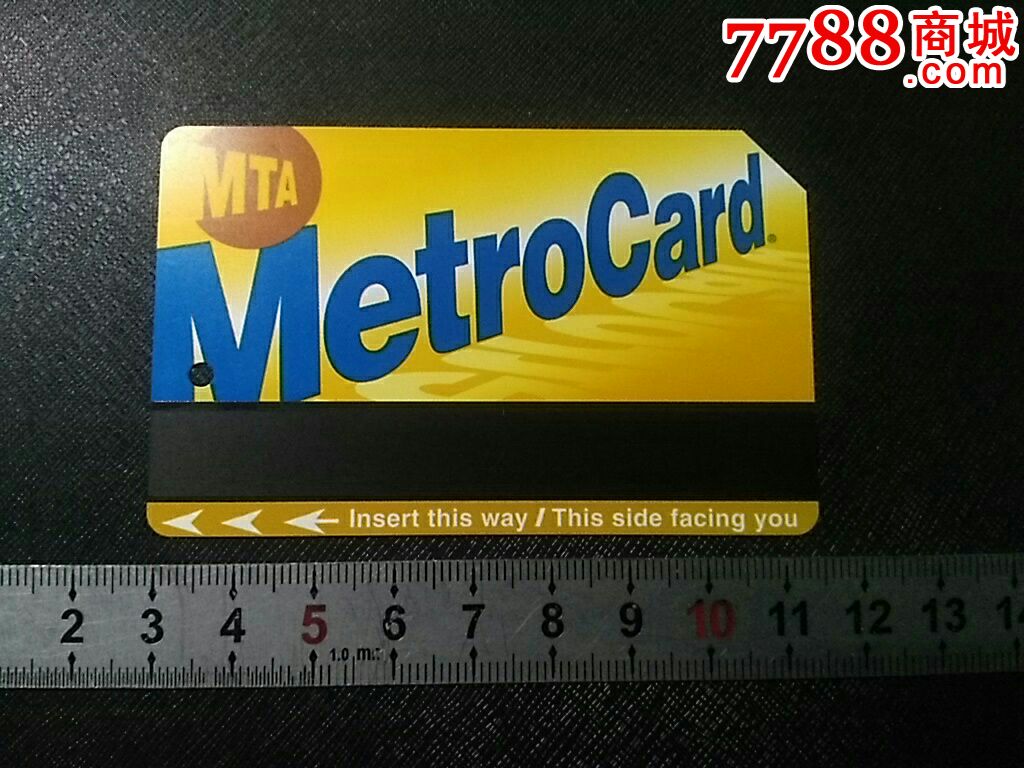 7788商城
.com
MTA
MetroCard®
Insert this way / This side facing you
2 3 4 5 6 7 8 9 10 11 12 13 14
1.0 m.